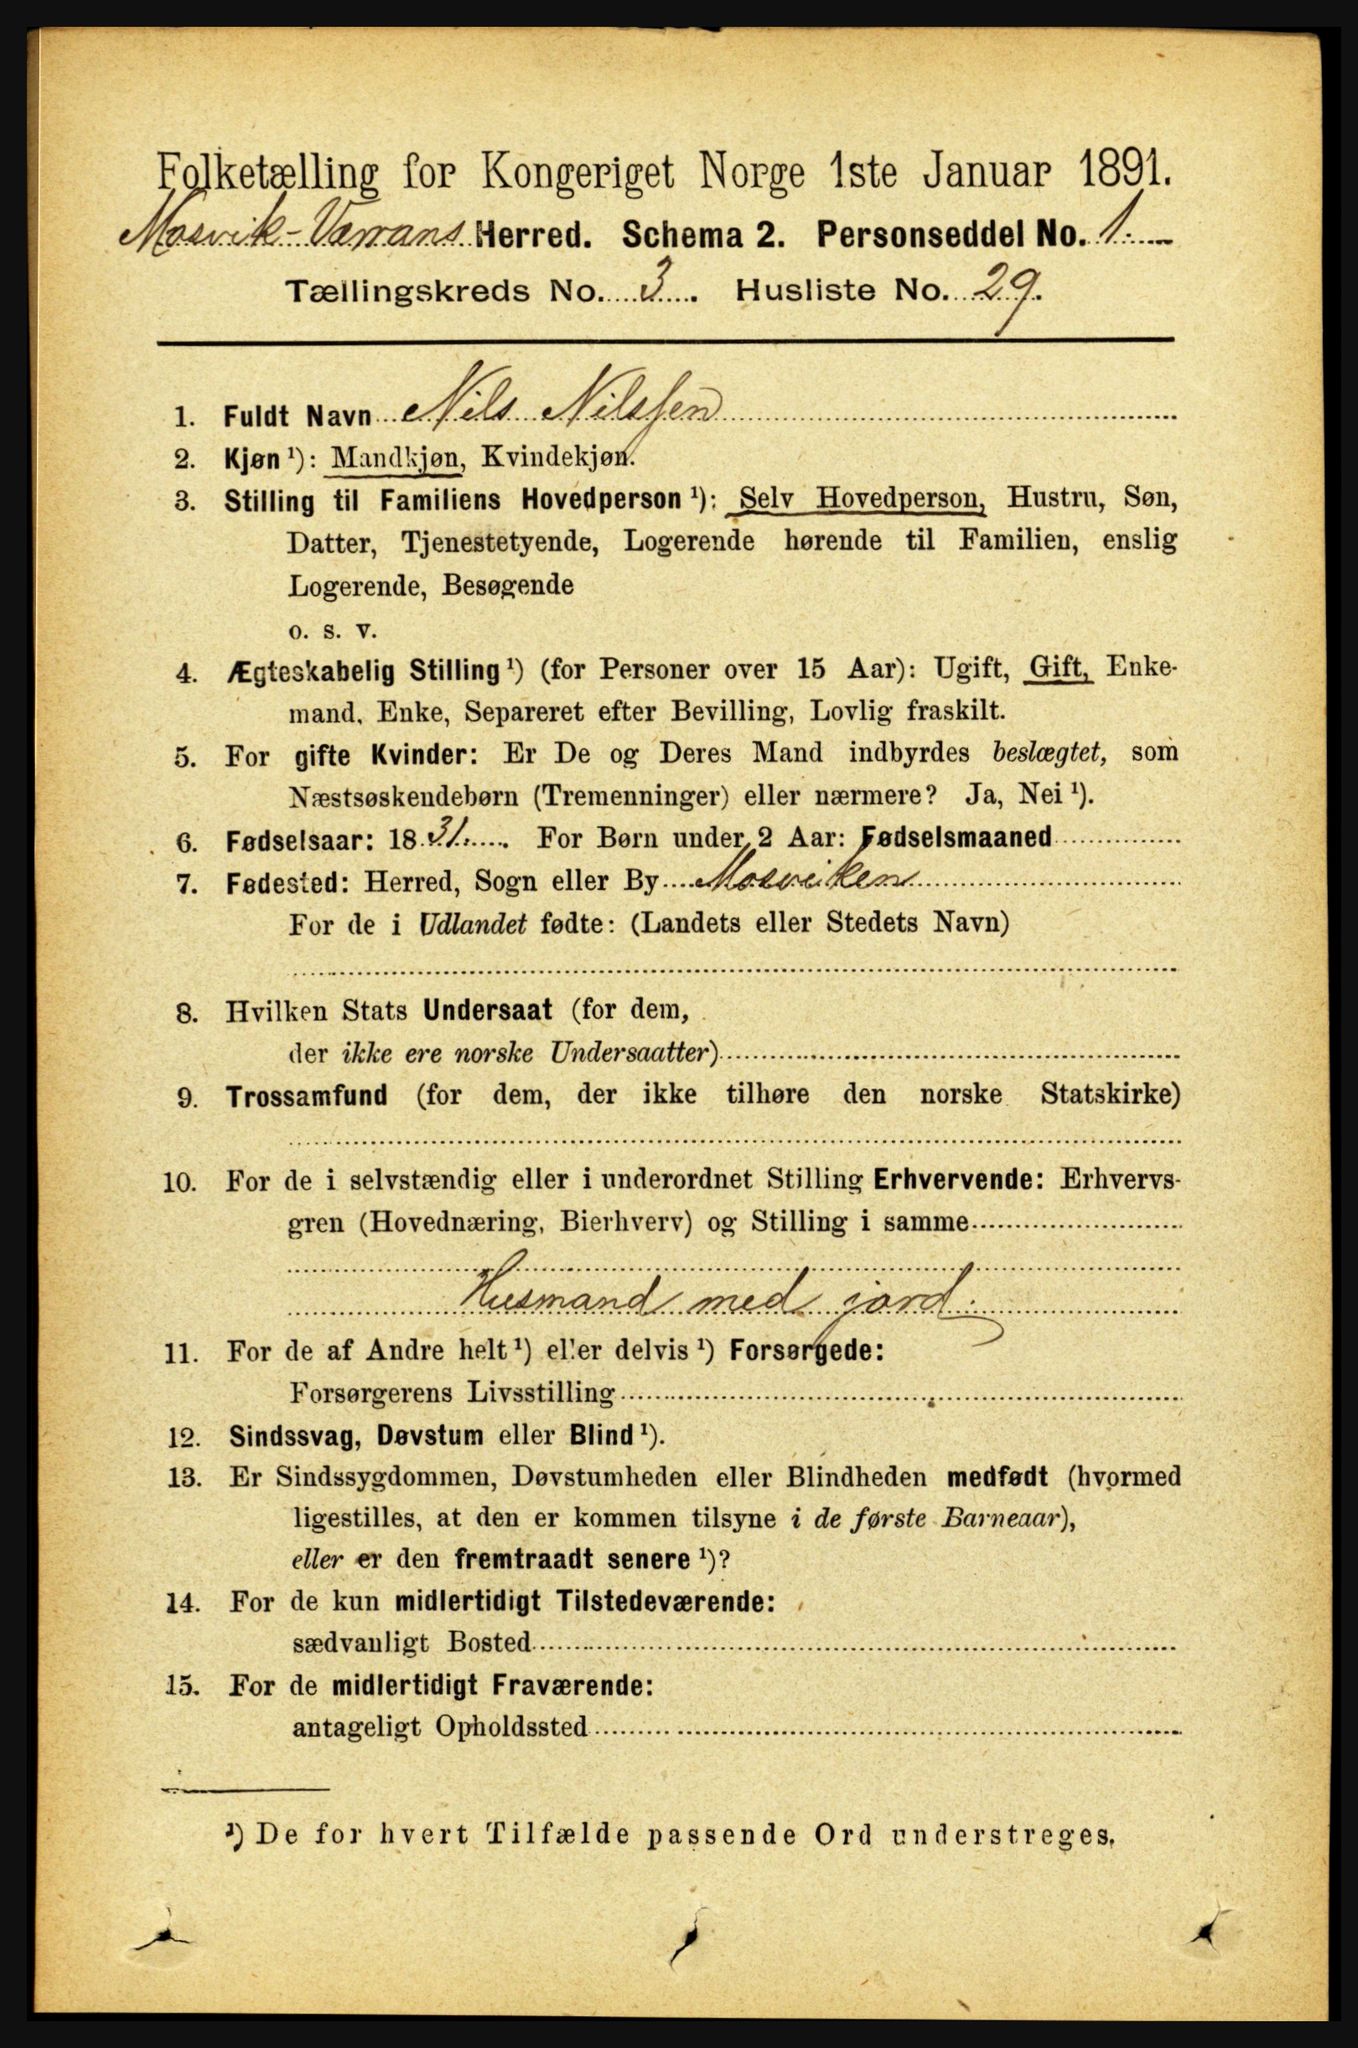 Folketælling for Kongeriget Norge 1ste Januar 1891.
Mosvik-Værrans Herred. Schema 2. Personseddel No. 1.
Tællingskreds No. 3. Husliste No. 29.
1. Fuldt Navn Nils Nilssen
2. Kjøn ¹): Mandkjøn, Kvindekjøn.
3. Stilling til Familiens Hovedperson ¹): Selv Hovedperson, Hustru, Søn,
Datter, Tjenestetyende, Logerende hørende til Familien, enslig
Logerende, Besøgende
o. s. v.
4. Ægteskabelig Stilling ¹) (for Personer over 15 Aar): Ugift, Gift, Enke-
mand, Enke, Separeret efter Bevilling, Lovlig fraskilt.
5. For gifte Kvinder: Er De og Deres Mand indbyrdes beslægtet, som
Næstsøskendebørn (Tremenninger) eller nærmere? Ja, Nei ¹).
6. Fødselsaar: 1831. For Børn under 2 Aar: Fødselsmaaned
7. Fødested: Herred, Sogn eller By Mosviken
For de i Udlandet fødte: (Landets eller Stedets Navn)
8. Hvilken Stats Undersaat (for dem,
der ikke ere norske Undersaatter)
9. Trossamfund (for dem, der ikke tilhøre den norske Statskirke)
10. For de i selvstændig eller i underordnet Stilling Erhvervende: Erhvervs-
gren (Hovednæring, Bierhverv) og Stilling i samme
Husmand med jord.
11. For de af Andre helt ¹) eller delvis ¹) Forsørgede:
Forsørgerens Livsstilling
12. Sindssvag, Døvstum eller Blind ¹).
13. Er Sindssygdommen, Døvstumheden eller Blindheden medfødt (hvormed
ligestilles, at den er kommen tilsyne i de første Barneaar),
eller er den fremtraadt senere ¹)?
14. For de kun midlertidigt Tilstedeværende:
sædvanligt Bosted
15. For de midlertidigt Fraværende:
antageligt Opholdssted
¹) De for hvert Tilfælde passende Ord understreges.